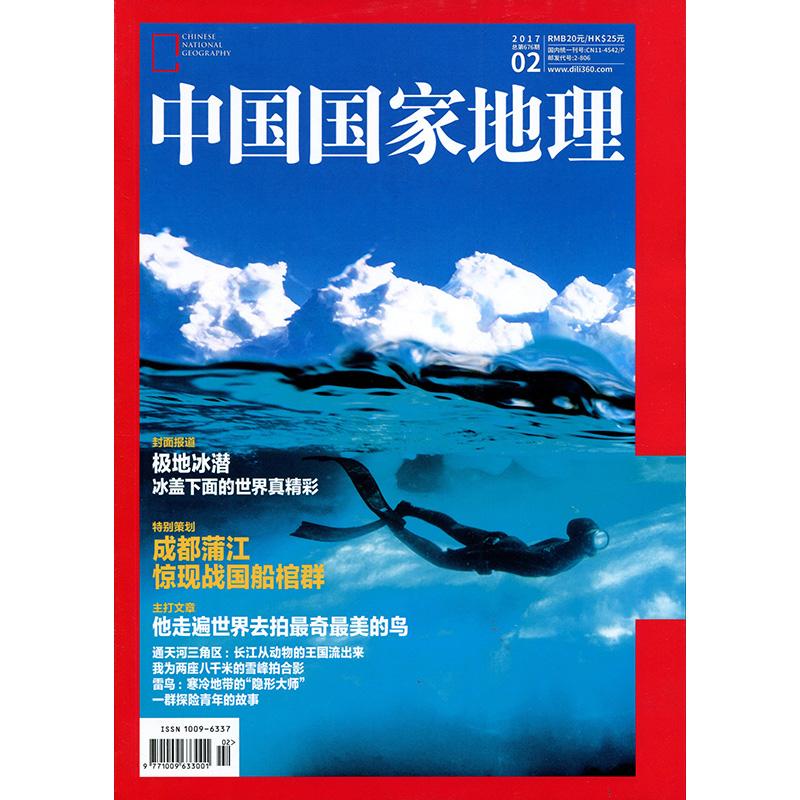 CHINESE
NATIONAL
GEOGRAPHY
2017
总第676期
02
RMB20元/HK$25元
国内统一刊号:CN11-4542/P
邮发代号:2-806
www.dili360.com
中国国家地理
封面报道
极地冰潜
冰盖下面的世界真精彩
特别策划
成都蒲江
惊现战国船棺群
主打文章
他走遍世界去拍最奇最美的鸟
通天河三角区：长江从动物的王国流出来
我为两座八千米的雪峰拍合影
雷鸟：寒冷地带的“隐形大师”
一群探险青年的故事
ISSN 1009-6337
02>
9 771009 633001